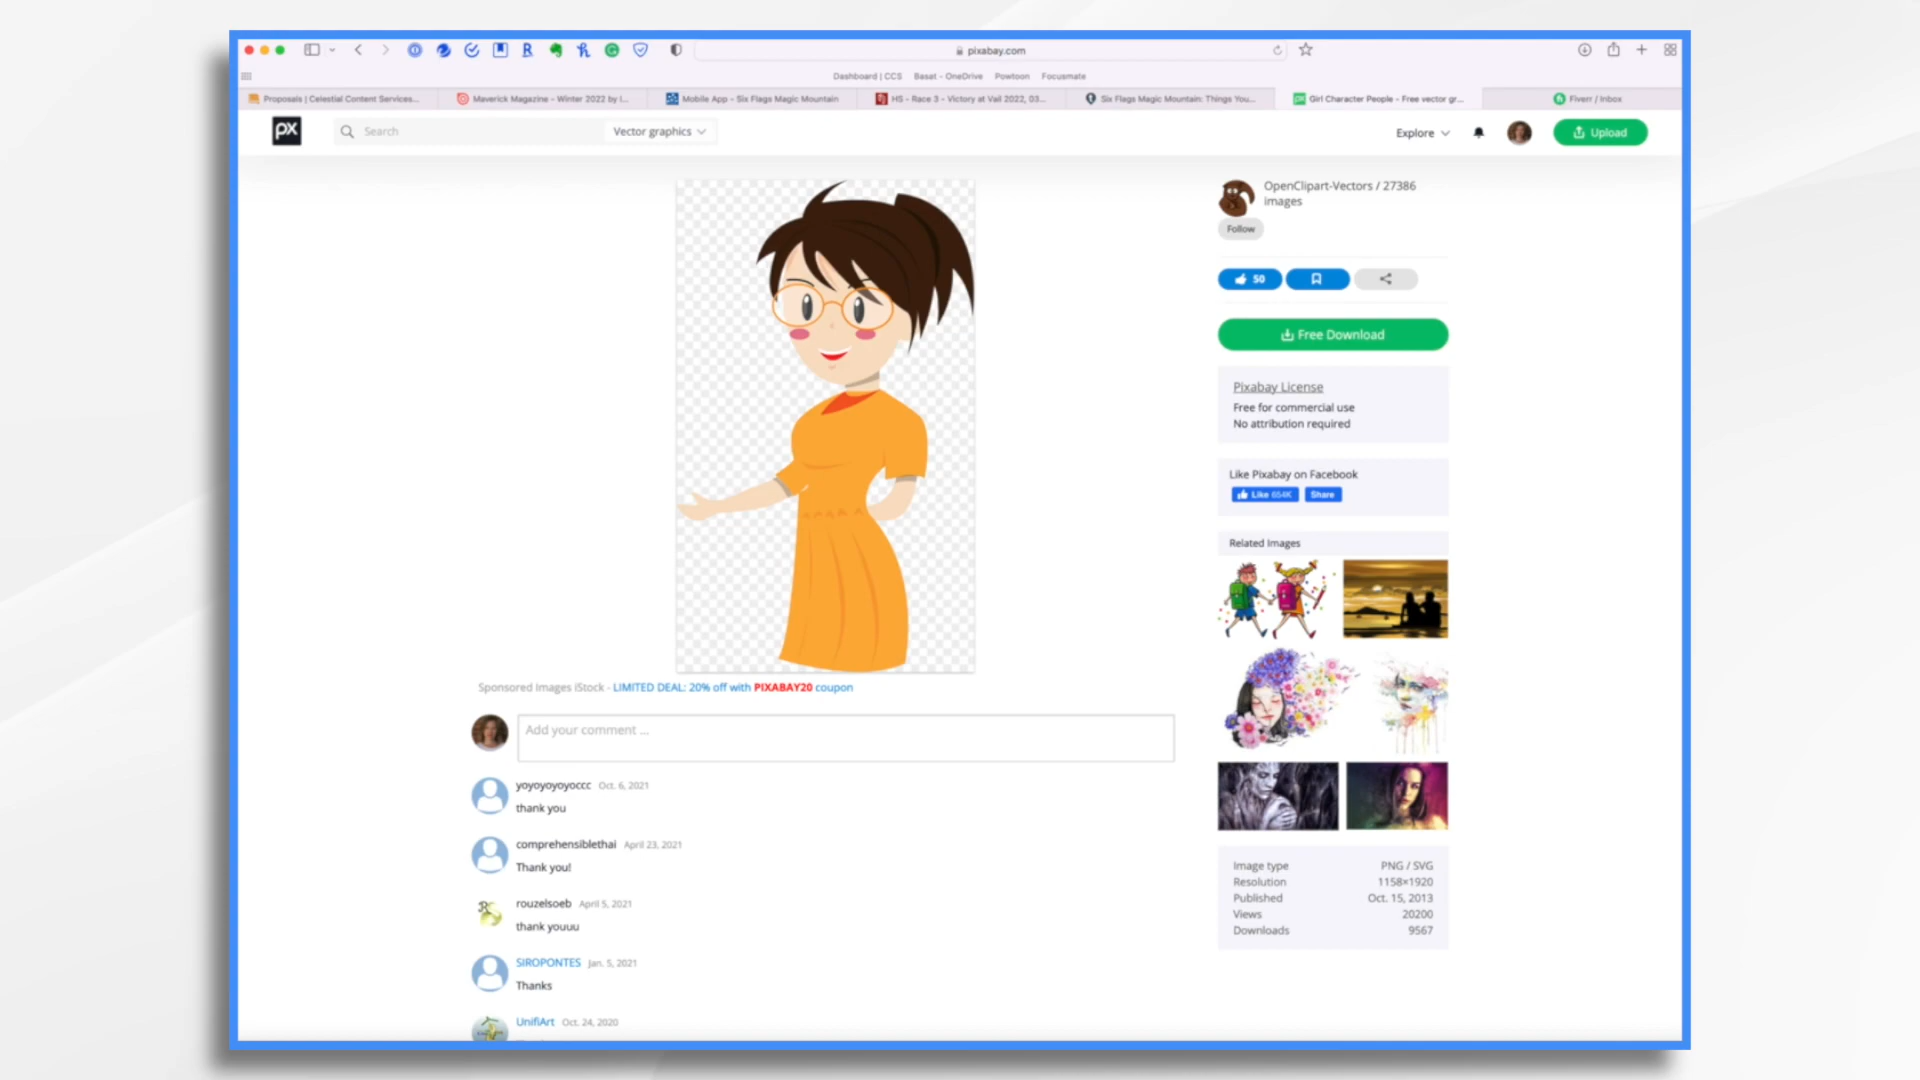 pixabay.com
Dashboard | CCS Basat - OneDrive Powtoon Focusmate
Proposals | Celestial Content Services... Maverick Magazine - Winter 2022 by I... Mobile App - Six Flags Magic Mountain HS - Race 3 - Victory at Vail 2022, 03... Six Flags Magic Mountain: Things You... Girl Character People - Free vector gr... Fiverr / Inbox
px Search Vector graphics Explore Upload
OpenClipart-Vectors / 27386
images
Follow
50
Free Download
Pixabay License
Free for commercial use
No attribution required
Like Pixabay on Facebook
Like 654K Share
Related Images
Sponsored Images iStock - LIMITED DEAL: 20% off with PIXABAY20 coupon
Add your comment ...
yoyoyoyoyoccc Oct. 6, 2021
thank you
comprehensiblethai April 23, 2021
Thank you!
rouzelsoeb April 5, 2021
thank youuu
SIROPONTES Jan. 5, 2021
Thanks
UnifiArt Oct. 24, 2020
Image type PNG / SVG
Resolution 1158×1920
Published Oct. 15, 2013
Views 20200
Downloads 9567